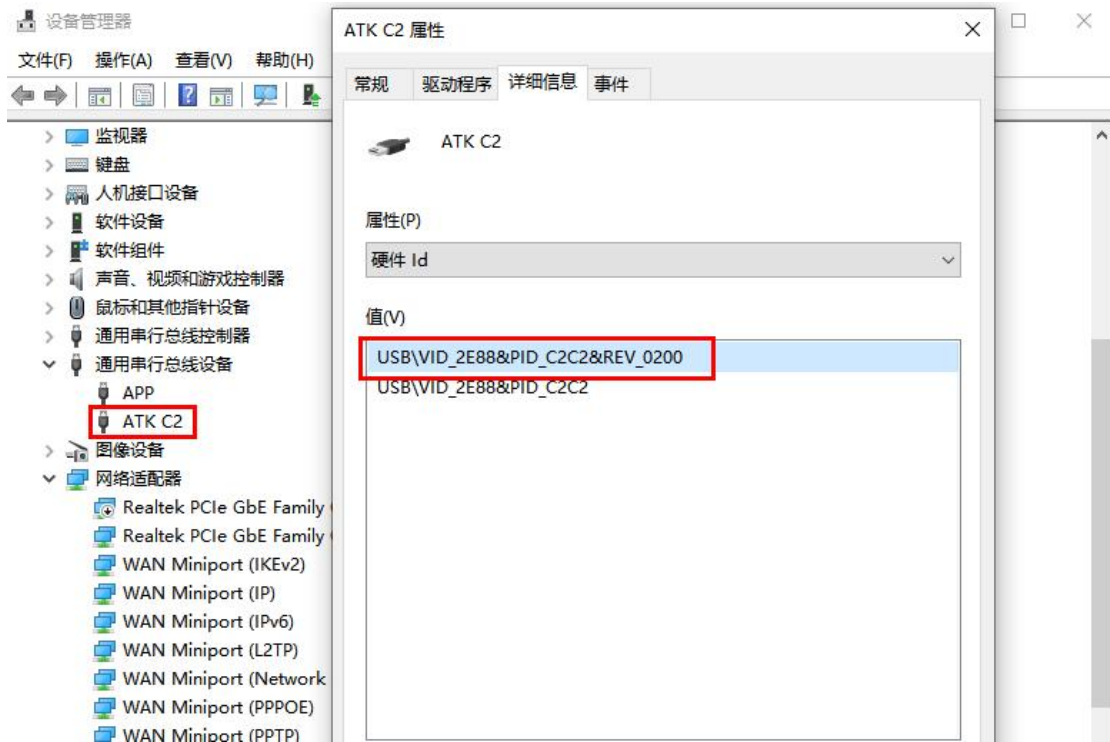 设备管理器
文件(F) 操作(A) 查看(V) 帮助(H)
监视器
键盘
人机接口设备
软件设备
软件组件
声音、视频和游戏控制器
鼠标和其他指针设备
通用串行总线控制器
通用串行总线设备
APP
ATK C2
图像设备
网络适配器
Realtek PCIe GbE Family
Realtek PCIe GbE Family
WAN Miniport (IKEv2)
WAN Miniport (IP)
WAN Miniport (IPv6)
WAN Miniport (L2TP)
WAN Miniport (Network
WAN Miniport (PPPOE)
WAN Miniport (PPTP)
ATK C2 属性
常规 驱动程序 详细信息 事件
ATK C2
属性(P)
硬件 Id
值(V)
USB\VID_2E88&PID_C2C2&REV_0200
USB\VID_2E88&PID_C2C2